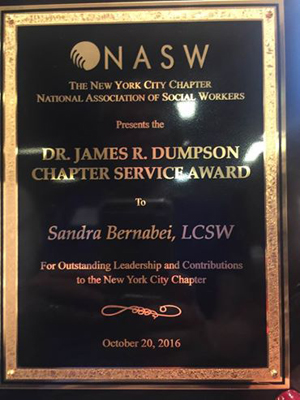 NASW
THE NEW YORK CITY CHAPTER
NATIONAL ASSOCIATION OF SOCIAL WORKERS
Presents the
DR. JAMES R. DUMPSON
CHAPTER SERVICE AWARD
To
Sandra Bernabei, LCSW
For Outstanding Leadership and Contributions
to the New York City Chapter
October 20, 2016